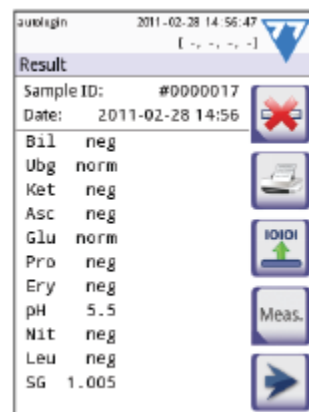 autologin 2011-02-28 14:56:47
[ -, -, -, -]
77
Result
Sample ID: #0000017
Date: 2011-02-28 14:56
Bil neg
Ubg norm
Ket neg
Asc neg
Glu norm
IOIOI
Pro neg
Ery neg
pH 5.5
Meas.
Nit neg
Leu neg
SG 1.005